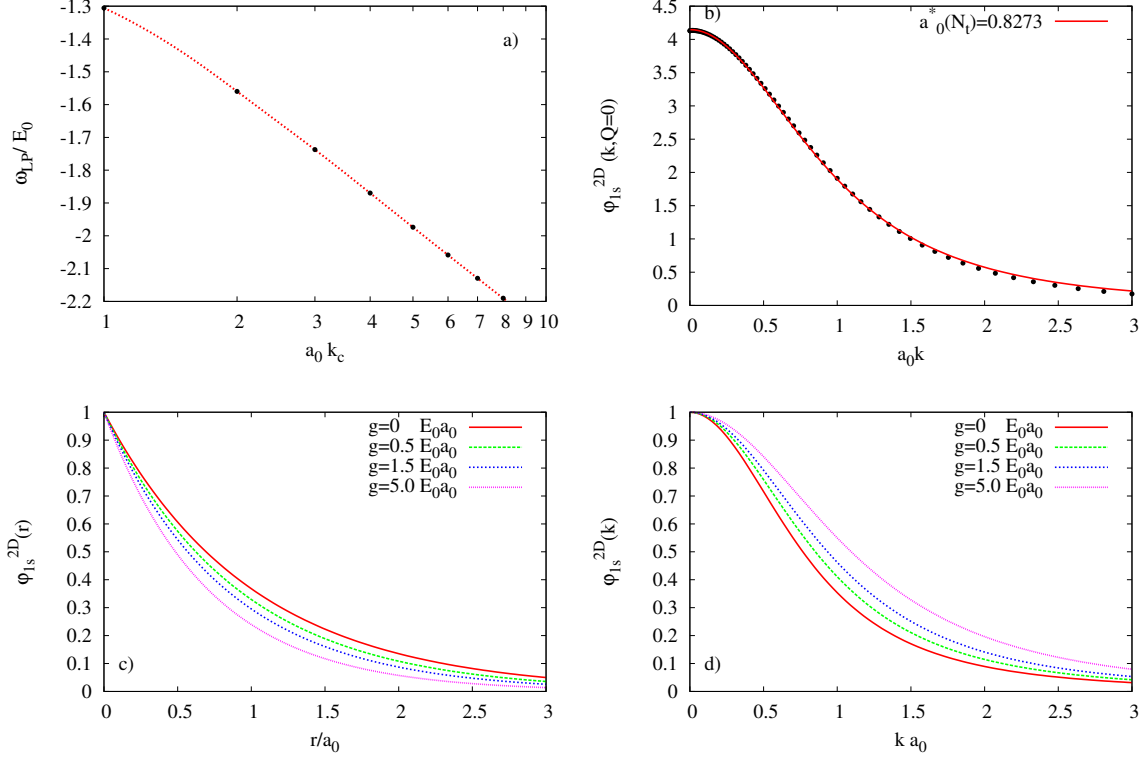 -1.3
-1.4
-1.5
-1.6
-1.7
-1.8
-1.9
-2
-2.1
-2.2
1 2 3 4 5 6 7 8 9 10
ω_LP / E_0
a_0 k_c
a)
b)
a^*_0(N_t)=0.8273
4.5
4
3.5
3
2.5
2
1.5
1
0.5
0
0 0.5 1 1.5 2 2.5 3
φ_1s^2D (k,Q=0)
a_0k
1
0.9
0.8
0.7
0.6
0.5
0.4
0.3
0.2
0.1
0
0 0.5 1 1.5 2 2.5 3
φ_1s^2D(r)
r/a_0
g=0 E_0a_0
g=0.5 E_0a_0
g=1.5 E_0a_0
g=5.0 E_0a_0
c)
1
0.9
0.8
0.7
0.6
0.5
0.4
0.3
0.2
0.1
0
0 0.5 1 1.5 2 2.5 3
φ_1s^2D(k)
k a_0
g=0 E_0a_0
g=0.5 E_0a_0
g=1.5 E_0a_0
g=5.0 E_0a_0
d)